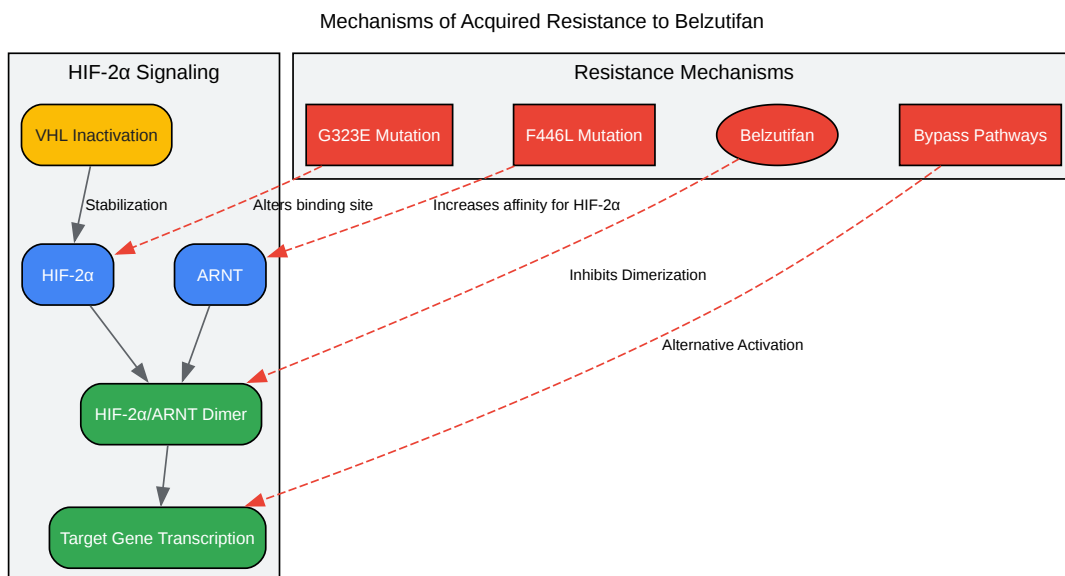 Mechanisms of Acquired Resistance to Belzutifan
HIF-2α Signaling
Resistance Mechanisms
VHL Inactivation
G323E Mutation
F446L Mutation
Belzutifan
Bypass Pathways
Stabilization
Alters binding site
Increases affinity for HIF-2α
HIF-2α
ARNT
Inhibits Dimerization
Alternative Activation
HIF-2α/ARNT Dimer
Target Gene Transcription